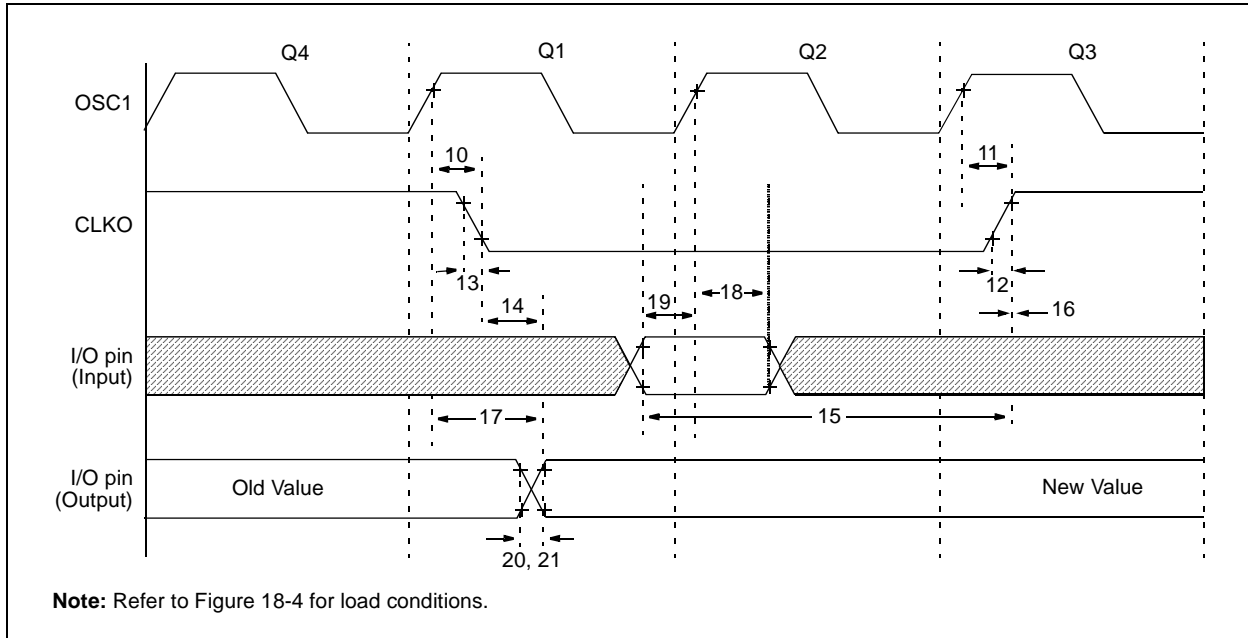 Q4 Q1 Q2 Q3
OSC1
10 11
CLKO
13 12
14 19 18 16
I/O pin
(Input)
17 15
I/O pin
(Output)
Old Value New Value
20, 21
Note: Refer to Figure 18-4 for load conditions.